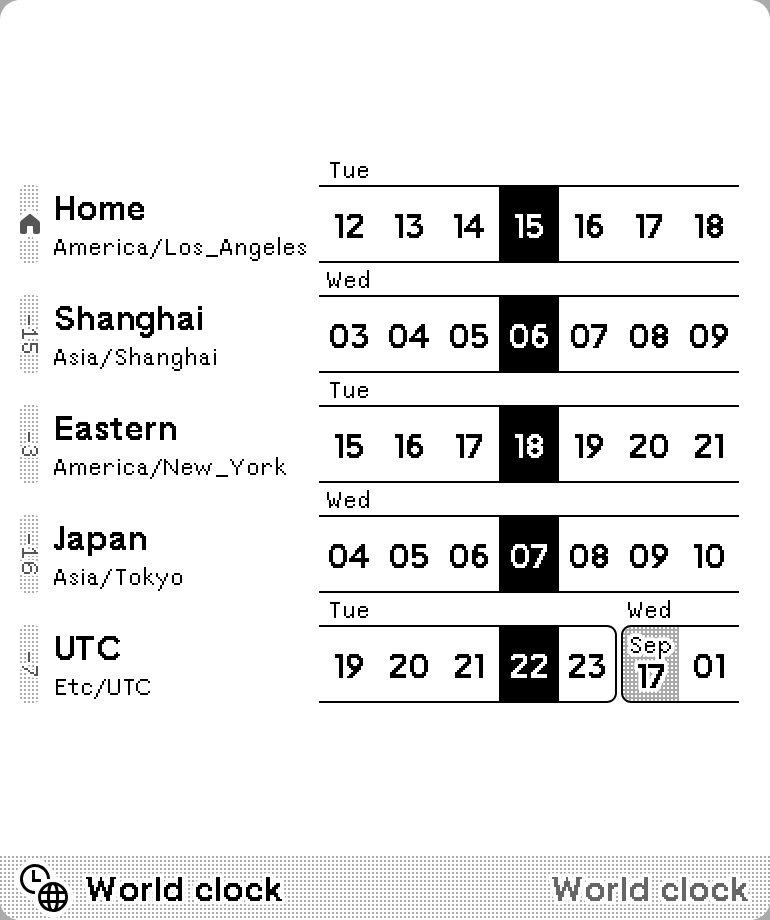 Tue
Home
America/Los_Angeles
12 13 14 15 16 17 18
Wed
-15
Shanghai
Asia/Shanghai
03 04 05 06 07 08 09
Tue
-3
Eastern
America/New_York
15 16 17 18 19 20 21
Wed
-16
Japan
Asia/Tokyo
04 05 06 07 08 09 10
Tue Wed
-7
UTC
Etc/UTC
19 20 21 22 23 Sep 17 01
World clock World clock